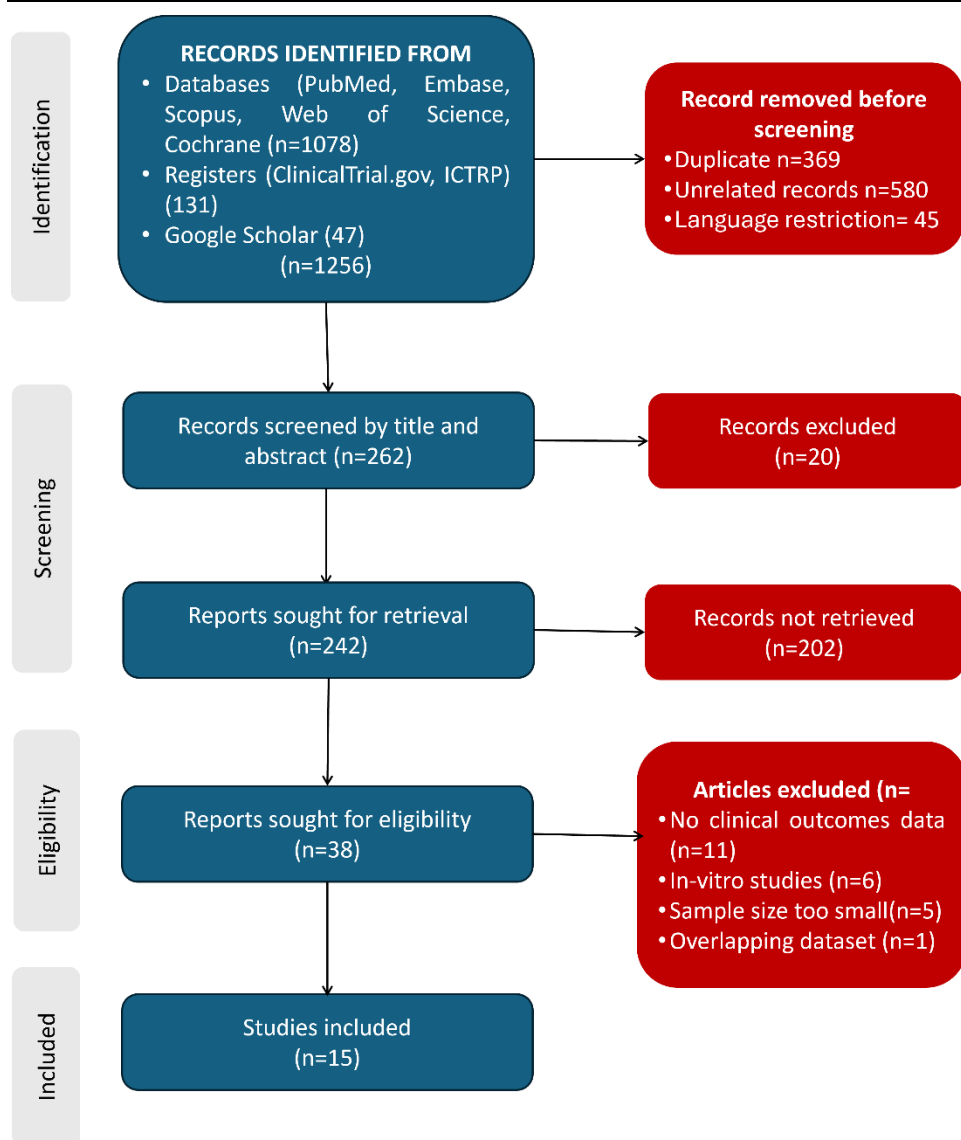 Identification
RECORDS IDENTIFIED FROM
• Databases (PubMed, Embase,
Scopus, Web of Science,
Cochrane (n=1078)
• Registers (ClinicalTrial.gov, ICTRP)
(131)
• Google Scholar (47)
(n=1256)
Record removed before
screening
•Duplicate n=369
•Unrelated records n=580
•Language restriction= 45
Screening
Records screened by title and
abstract (n=262)
Records excluded
(n=20)
Reports sought for retrieval
(n=242)
Records not retrieved
(n=202)
Eligibility
Reports sought for eligibility
(n=38)
Articles excluded (n=
•No clinical outcomes data
(n=11)
•In-vitro studies (n=6)
•Sample size too small(n=5)
•Overlapping dataset (n=1)
Included
Studies included
(n=15)